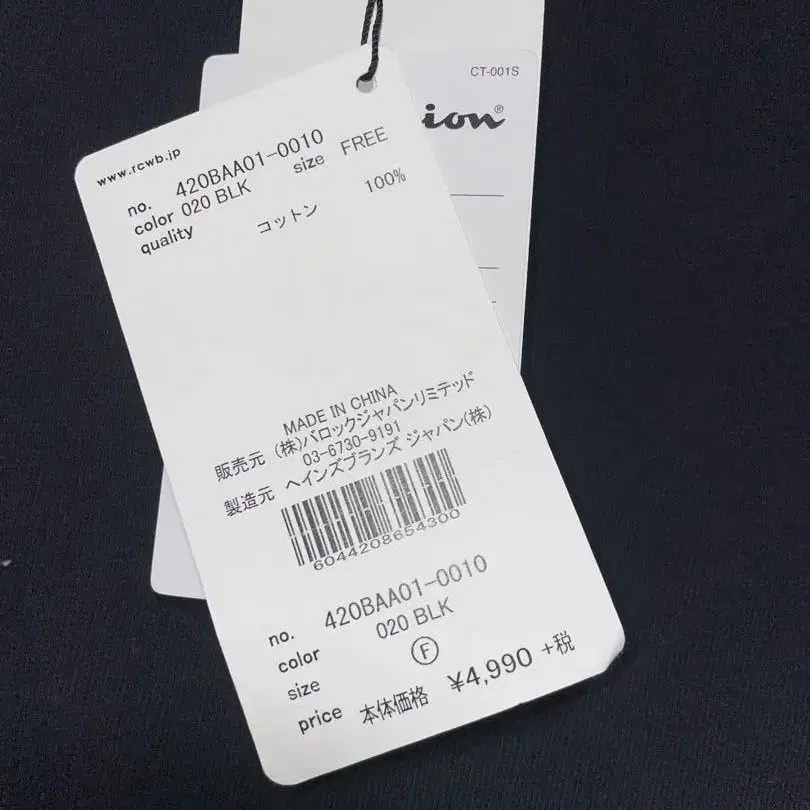 CT-001S
ion®
www.rcwb.jp
no. 420BAA01-0010
color 020 BLK size FREE
quality コットン 100%
MADE IN CHINA
販売元 (株)バロックジャパンリミテッド
03-6730-9191
製造元 ヘインズブランズ ジャパン(株)
6044208654300
no. 420BAA01-0010
color 020 BLK
size F
price 本体価格 ¥4,990 +税